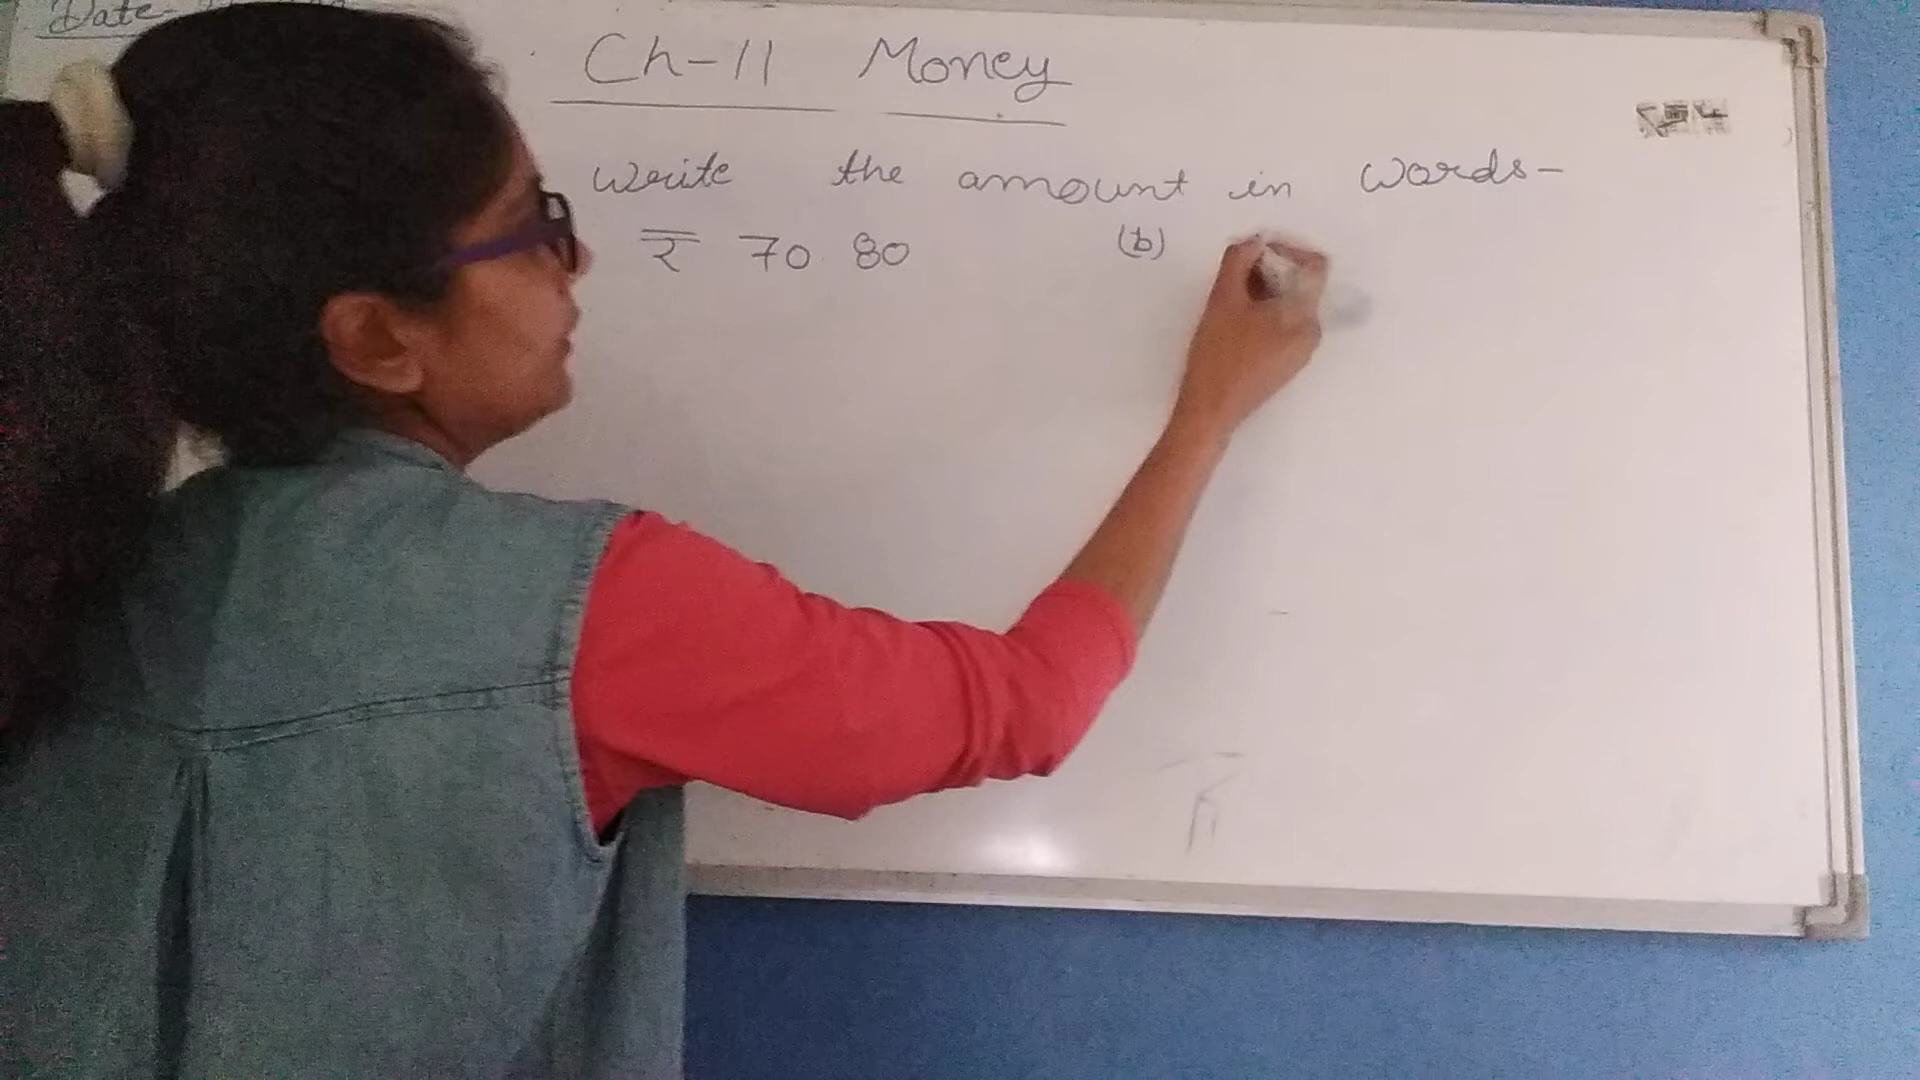 Date-
Ch-11 Money
Write the amount in words-
₹ 70.80 (b)